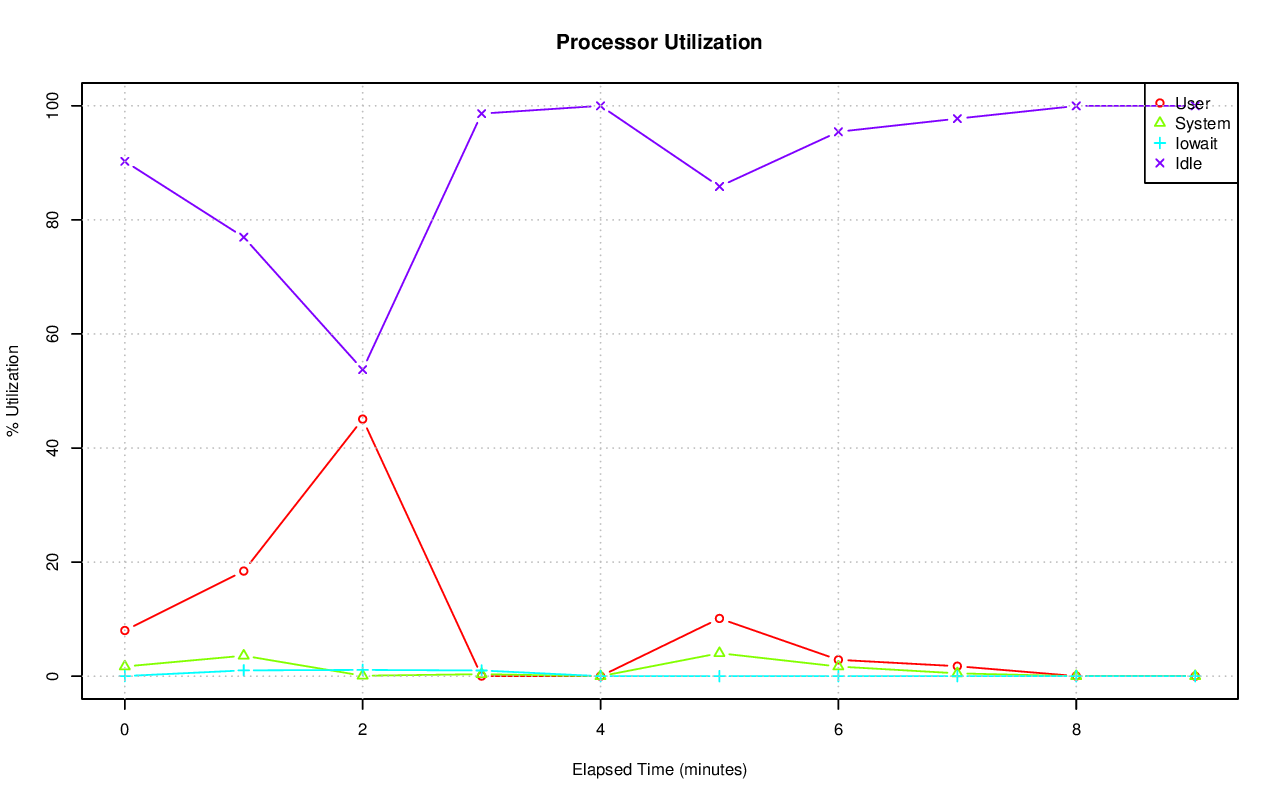 Processor Utilization
User
System
Iowait
Idle
100
80
60
40
20
0
% Utilization
0 2 4 6 8
Elapsed Time (minutes)